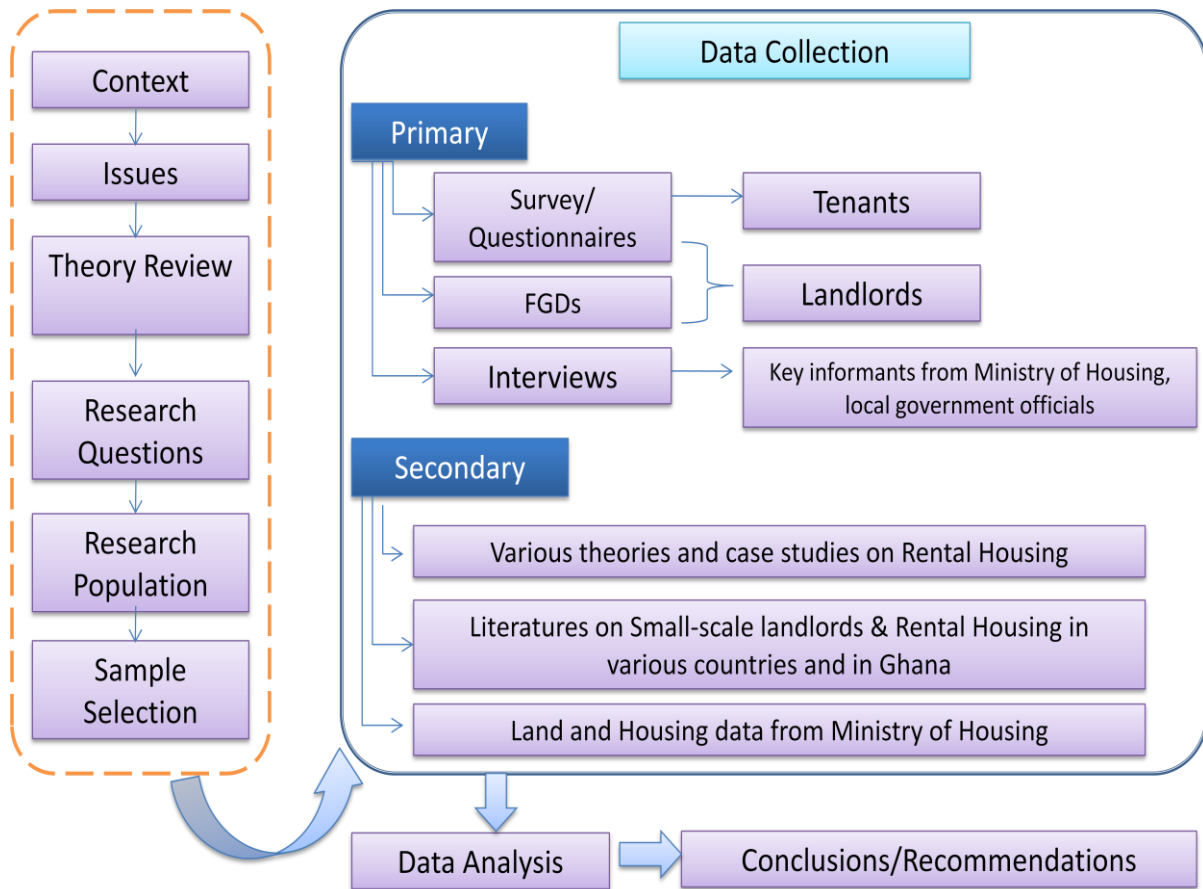 Context
Issues
Theory Review
Research
Questions
Research
Population
Sample
Selection
Data Collection
Primary
Survey/
Questionnaires
Tenants
FGDs
Landlords
Interviews
Key informants from Ministry of Housing,
local government officials
Secondary
Various theories and case studies on Rental Housing
Literatures on Small-scale landlords & Rental Housing in
various countries and in Ghana
Land and Housing data from Ministry of Housing
Data Analysis
Conclusions/Recommendations